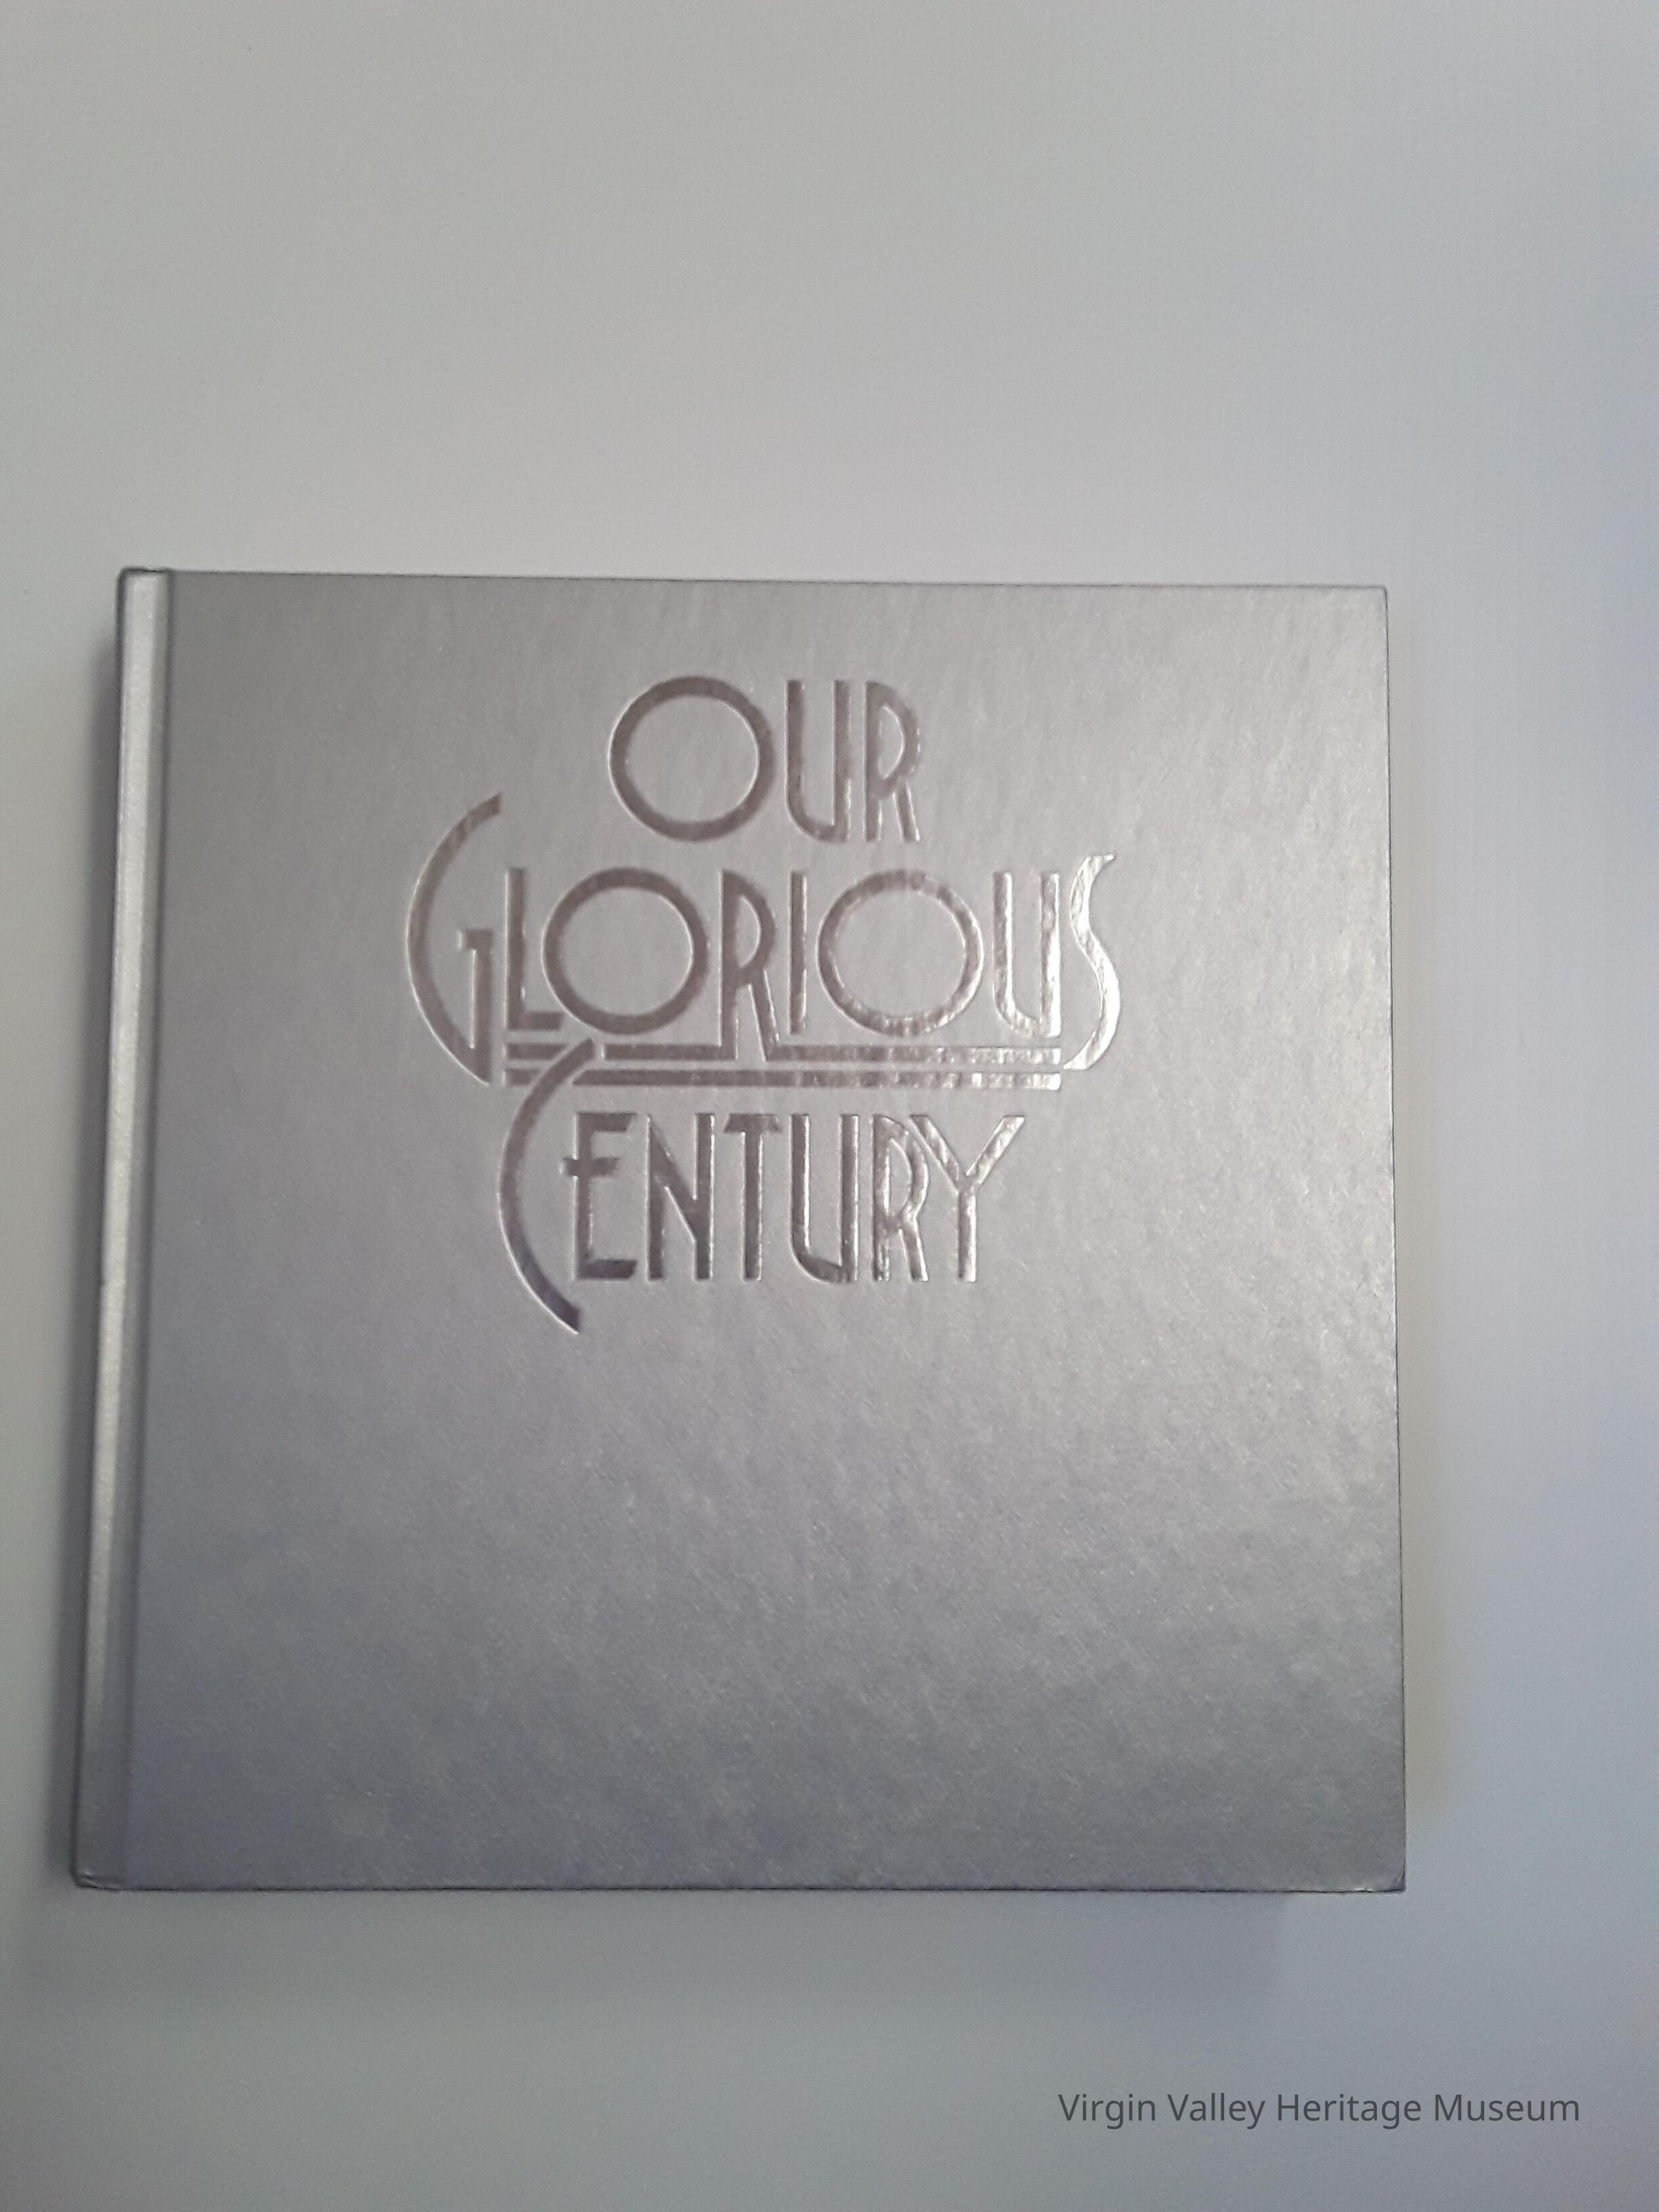 OUR
GLORIOUS
CENTURY
Virgin Valley Heritage Museum